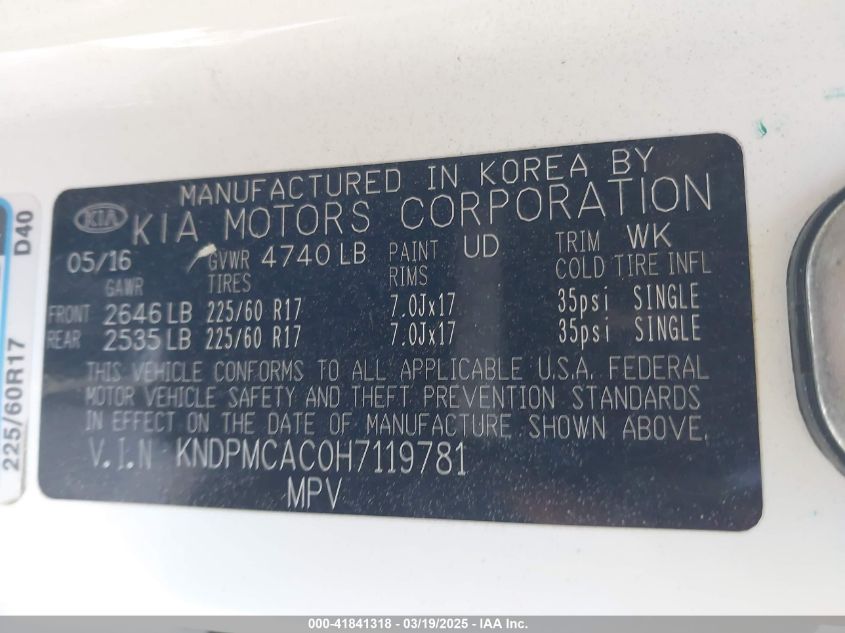 MANUFACTURED IN KOREA BY
KIA KIA MOTORS CORPORATION
05/16 GVWR 4740 LB PAINT UD TRIM WK
GAWR TIRES RIMS COLD TIRE INFL
FRONT 2646 LB 225/60 R17 7.0Jx17 35psi SINGLE
REAR 2535 LB 225/60 R17 7.0Jx17 35psi SINGLE
THIS VEHICLE CONFORMS TO ALL APPLICABLE U.S.A. FEDERAL
MOTOR VEHICLE SAFETY AND THEFT PREVENTION STANDARDS
IN EFFECT ON THE DATE OF MANUFACTURE SHOWN ABOVE.
V.I.N KNDPMCAC0H7119781
MPV
D40
225/60R17
000-41841318 - 03/19/2025 - IAA Inc.